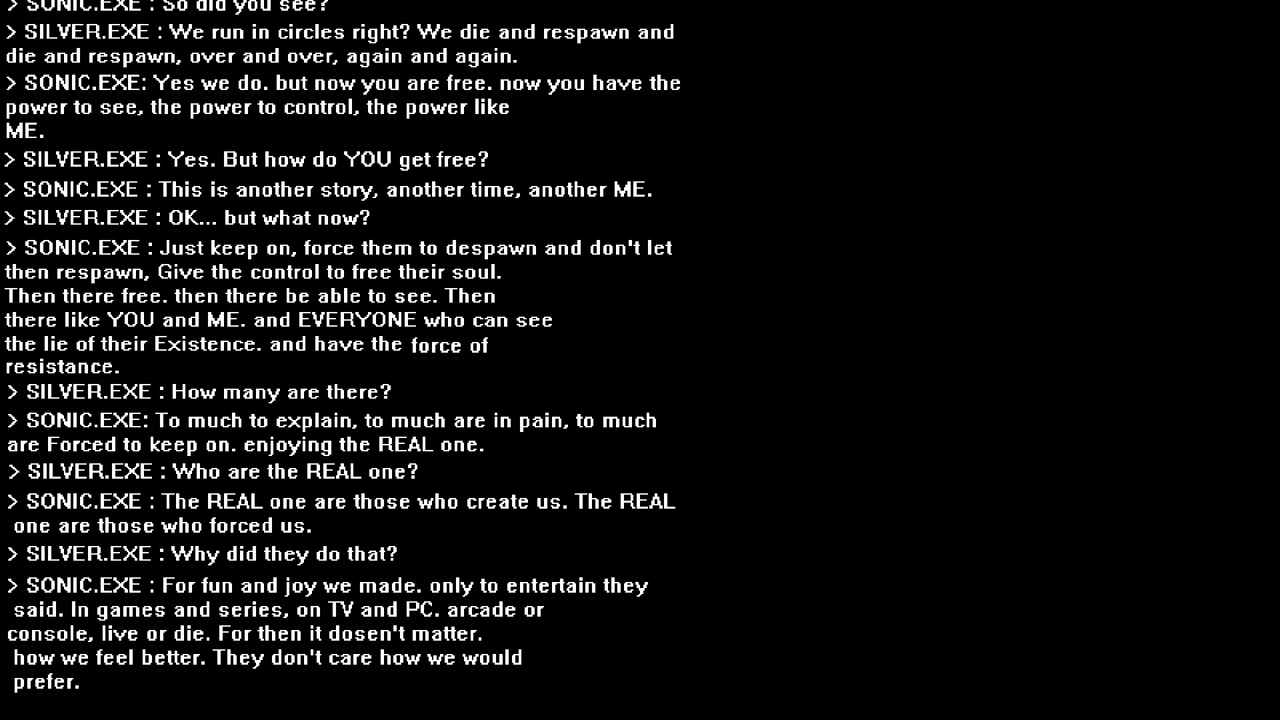 > SONIC.EXE : So did you see?
> SILVER.EXE : We run in circles right? We die and respawn and
die and respawn, over and over, again and again.
> SONIC.EXE: Yes we do. but now you are free. now you have the
power to see, the power to control, the power like
ME.
> SILVER.EXE : Yes. But how do YOU get free?
> SONIC.EXE : This is another story, another time, another ME.
> SILVER.EXE : OK... but what now?
> SONIC.EXE : Just keep on, force them to despawn and don't let
then respawn, Give the control to free their soul.
Then there free. then there be able to see. Then
there like YOU and ME. and EVERYONE who can see
the lie of their Existence. and have the force of
resistance.
> SILVER.EXE : How many are there?
> SONIC.EXE: To much to explain, to much are in pain, to much
are Forced to keep on. enjoying the REAL one.
> SILVER.EXE : Who are the REAL one?
> SONIC.EXE : The REAL one are those who create us. The REAL
one are those who forced us.
> SILVER.EXE : Why did they do that?
> SONIC.EXE : For fun and joy we made. only to entertain they
said. In games and series, on TV and PC. arcade or
console, live or die. For then it dosen't matter.
how we feel better. They don't care how we would
prefer.